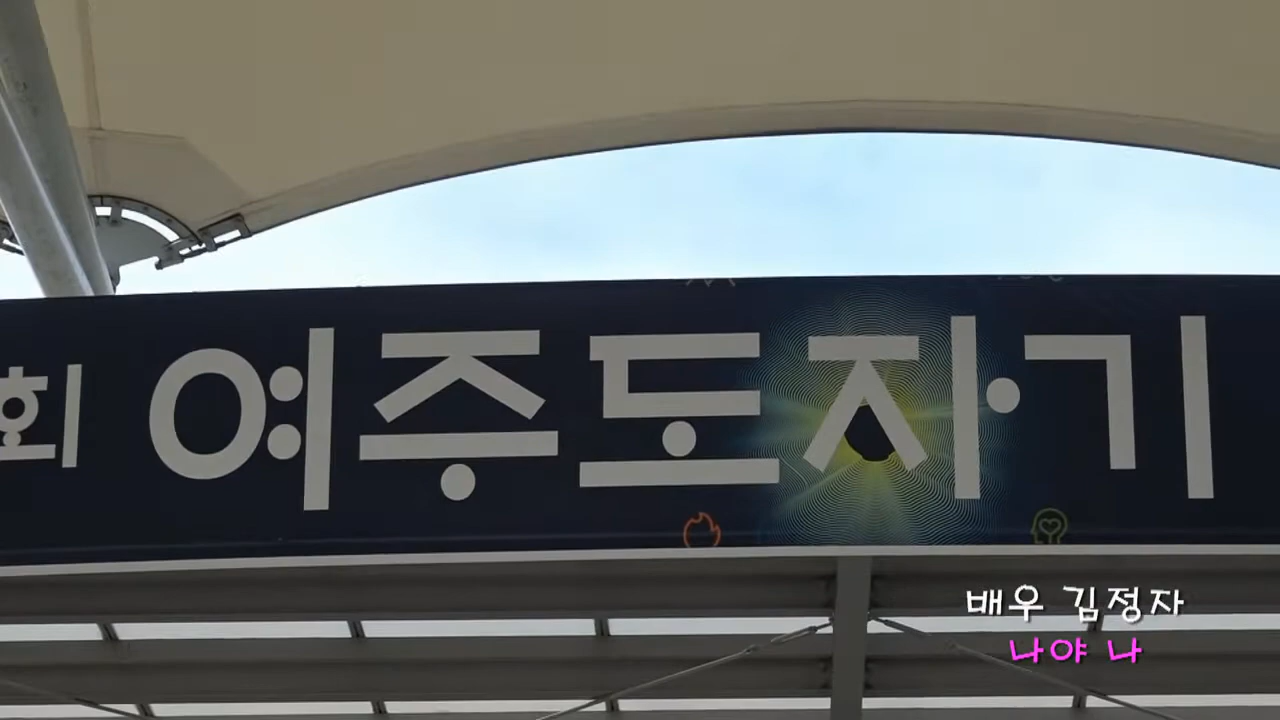 회 여주도자기
배우 김정자
나야 나